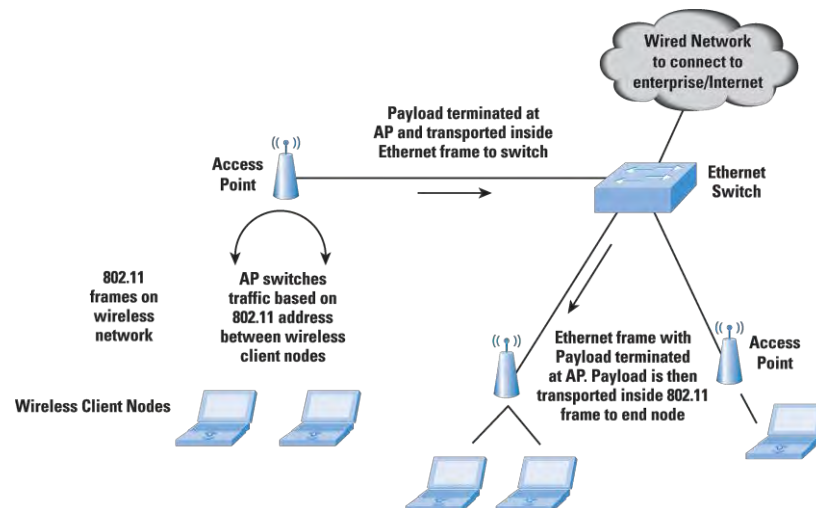 Wired Network
to connect to
enterprise/Internet
Payload terminated at
AP and transported inside
Ethernet frame to switch
Access
Point
Ethernet
Switch
802.11
frames on
wireless
network
AP switches
traffic based on
802.11 address
between wireless
client nodes
Ethernet frame with
Payload terminated
at AP. Payload is then
transported inside 802.11
frame to end node
Access
Point
Wireless Client Nodes